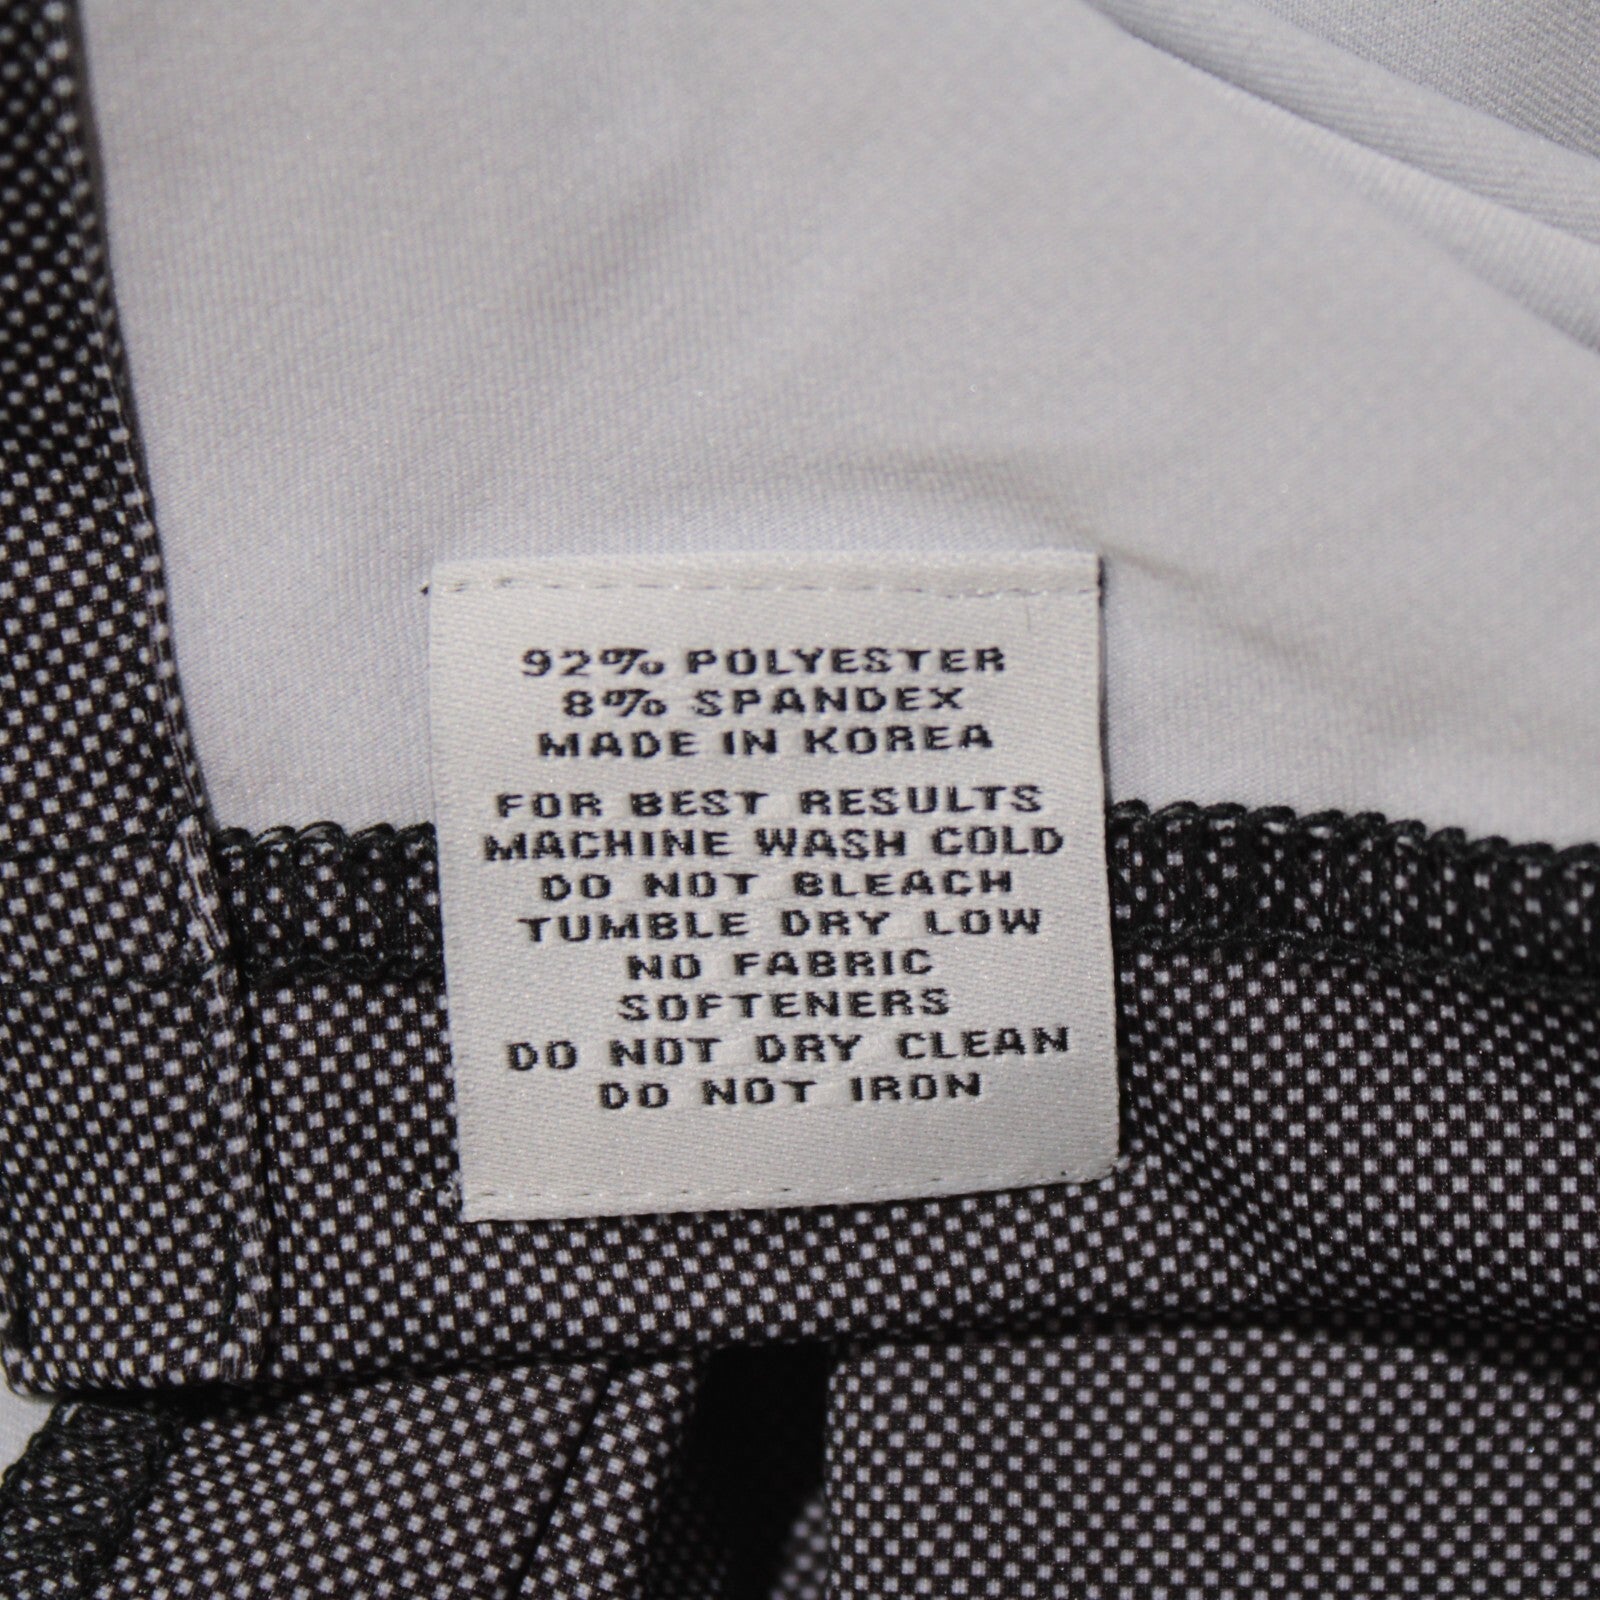 92% POLYESTER
8% SPANDEX
MADE IN KOREA
FOR BEST RESULTS
MACHINE WASH COLD
DO NOT BLEACH
TUMBLE DRY LOW
NO FABRIC
SOFTENERS
DO NOT DRY CLEAN
DO NOT IRON